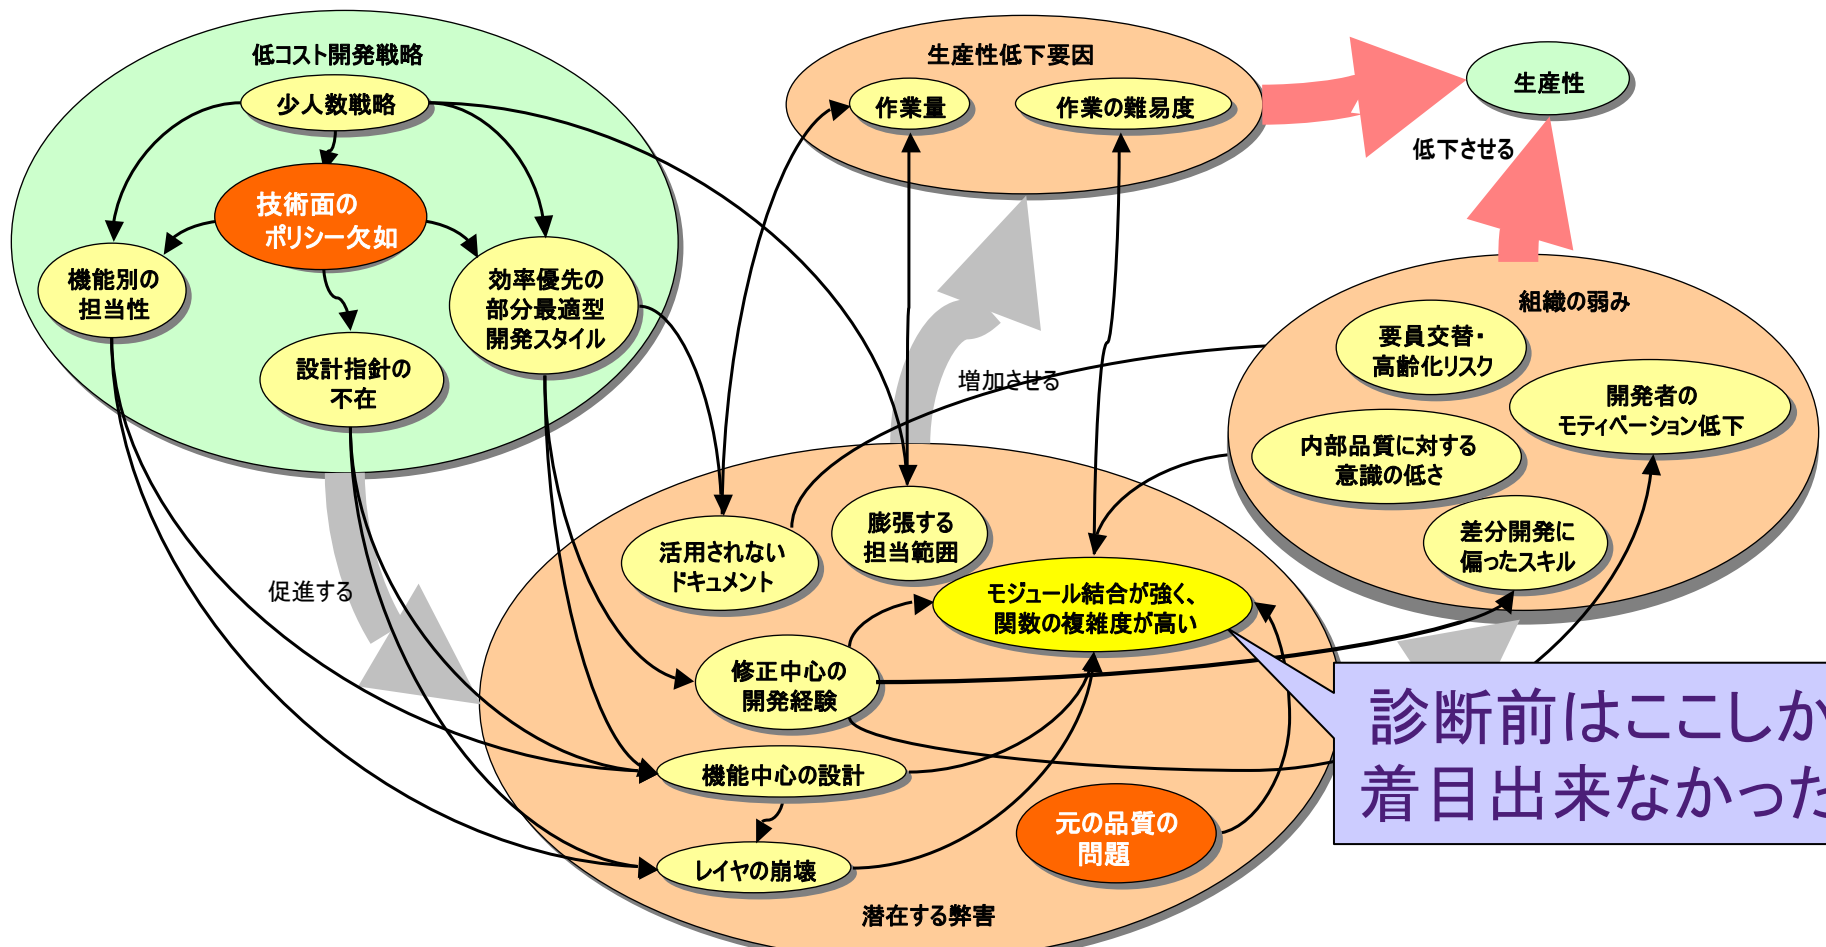 低コスト開発戦略
少人数戦略
技術面の
ポリシー欠如
機能別の
担当性
効率優先の
部分最適型
開発スタイル
設計指針の
不在
生産性低下要因
作業量
作業の難易度
生産性
低下させる
組織の弱み
要員交替・
高齢化リスク
開発者の
モティベーション低下
内部品質に対する
意識の低さ
差分開発に
偏ったスキル
増加させる
促進する
活用されない
ドキュメント
膨張する
担当範囲
モジュール結合が強く、
関数の複雑度が高い
修正中心の
開発経験
機能中心の設計
レイヤの崩壊
元の品質の
問題
潜在する弊害
診断前はここしか
着目出来なかった